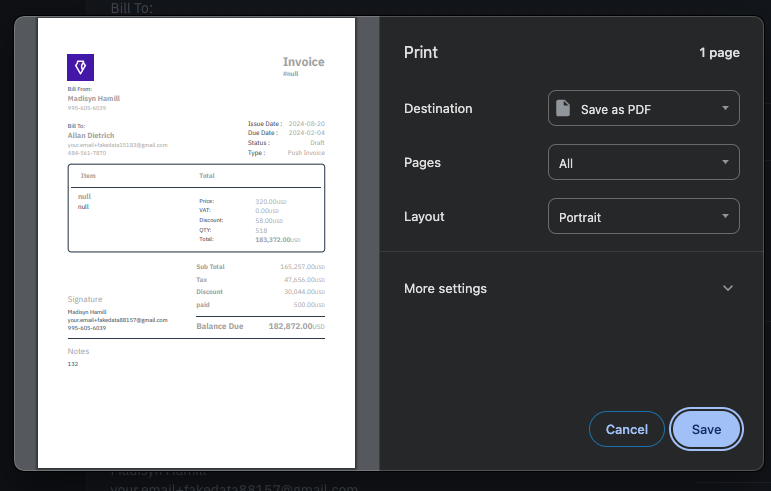 Bill To:
Invoice
#null
Bill From:
Madisyn Hamill
995-605-6039
Bill To:
Allan Dietrich
your.email+fakedata15183@gmail.com
484-561-7870
Issue Date : 2024-08-20
Due Date : 2024-02-04
Status : Draft
Type : Push Invoice
Item Total
null
null
Price: 320.00USD
VAT: 0.00USD
Discount: 58.00USD
QTY: 518
Total: 183,372.00USD
Sub Total 165,257.00USD
Tax 47,656.00USD
Discount 30,044.00USD
paid 500.00USD
Balance Due 182,872.00USD
Signature
Madisyn Hamill
your.email+fakedata88157@gmail.com
995-605-6039
Notes
132
Print 1 page
Destination Save as PDF
Pages All
Layout Portrait
More settings
Cancel Save
Madisyn Hamill
your.email+fakedata88157@gmail.com